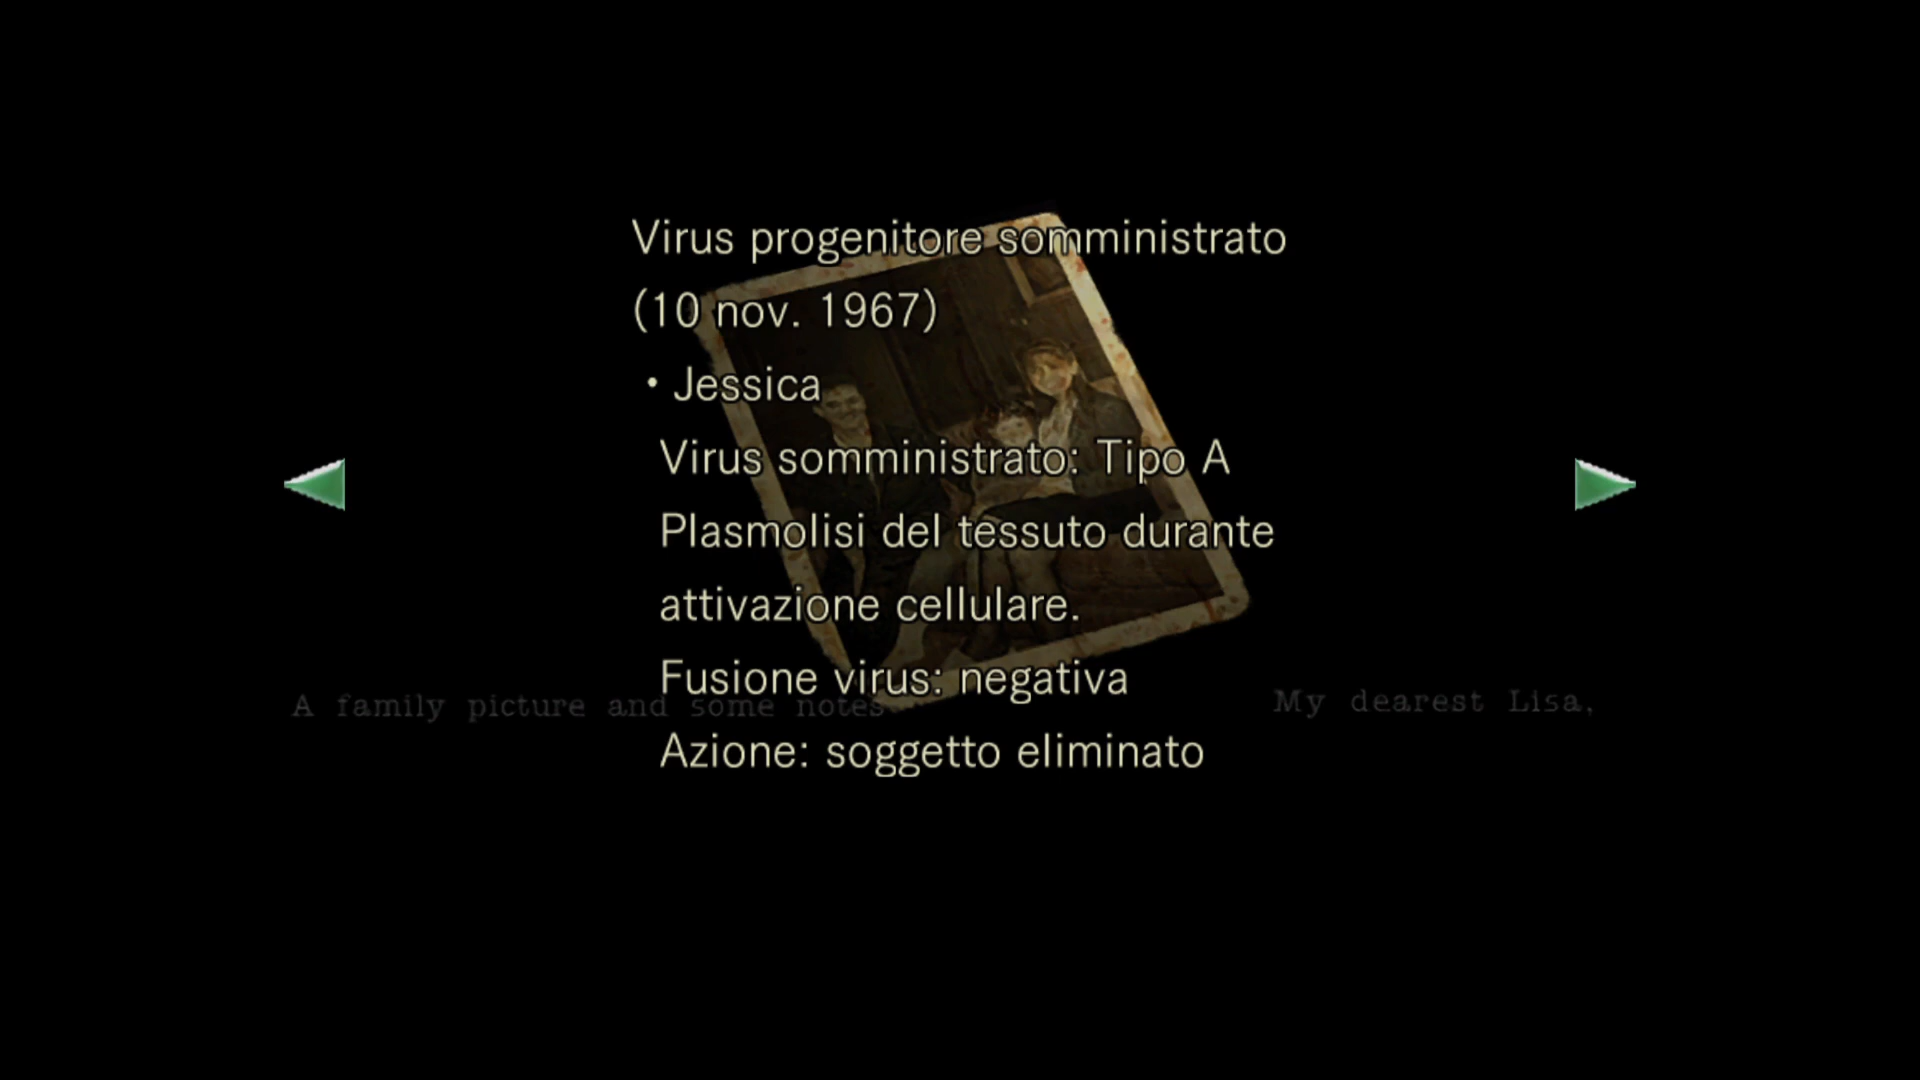 Virus progenitore somministrato
(10 nov. 1967)
• Jessica
Virus somministrato: Tipo A
Plasmolisi del tessuto durante
attivazione cellulare.
Fusione virus: negativa
A family picture and some notes
My dearest Lisa,
Azione: soggetto eliminato